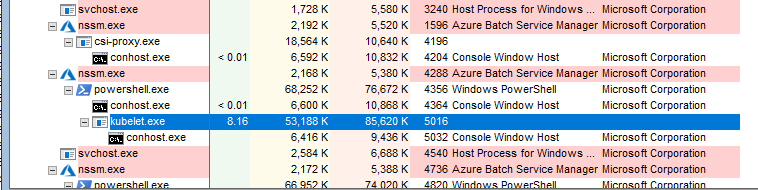 svchost.exe 1,728 K 5,580 K 3240 Host Process for Windows ... Microsoft Corporation
nssm.exe 2,192 K 5,520 K 1596 Azure Batch Service Manager Microsoft Corporation
csi-proxy.exe 18,564 K 10,640 K 4196
conhost.exe < 0.01 6,592 K 10,832 K 4204 Console Window Host Microsoft Corporation
nssm.exe 2,168 K 5,380 K 4288 Azure Batch Service Manager Microsoft Corporation
powershell.exe 68,252 K 76,672 K 4356 Windows PowerShell Microsoft Corporation
conhost.exe < 0.01 6,600 K 10,868 K 4364 Console Window Host Microsoft Corporation
kubelet.exe 8.16 53,188 K 85,620 K 5016
conhost.exe 6,416 K 9,436 K 5032 Console Window Host Microsoft Corporation
svchost.exe 2,584 K 6,688 K 4540 Host Process for Windows ... Microsoft Corporation
nssm.exe 2,172 K 5,388 K 4736 Azure Batch Service Manager Microsoft Corporation
powershell.exe 66,952 K 74,020 K 4820 Windows PowerShell Microsoft Corporation